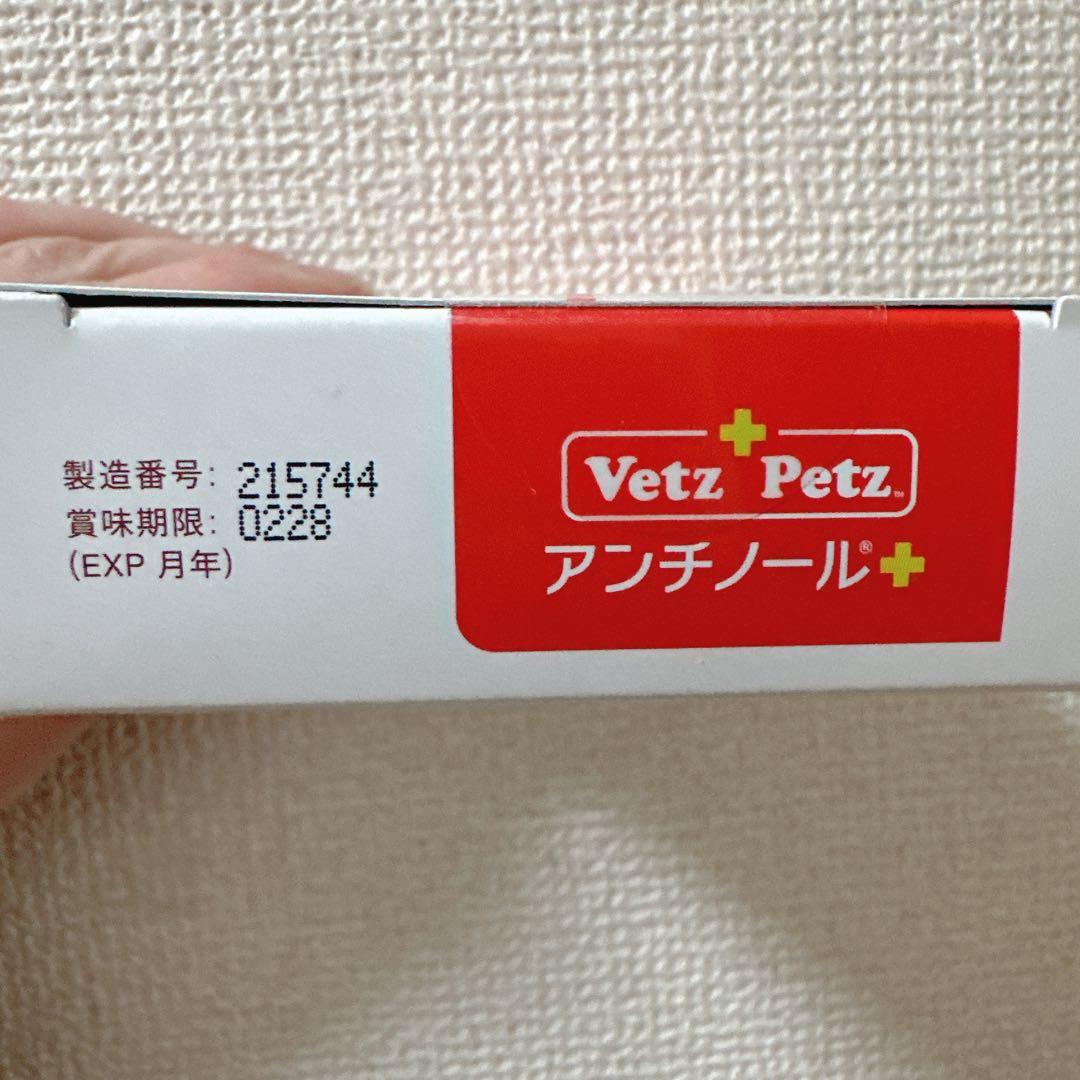 製造番号: 215744
賞味期限: 0228
(EXP 月年)
Vetz Petz™
アンチノール®+